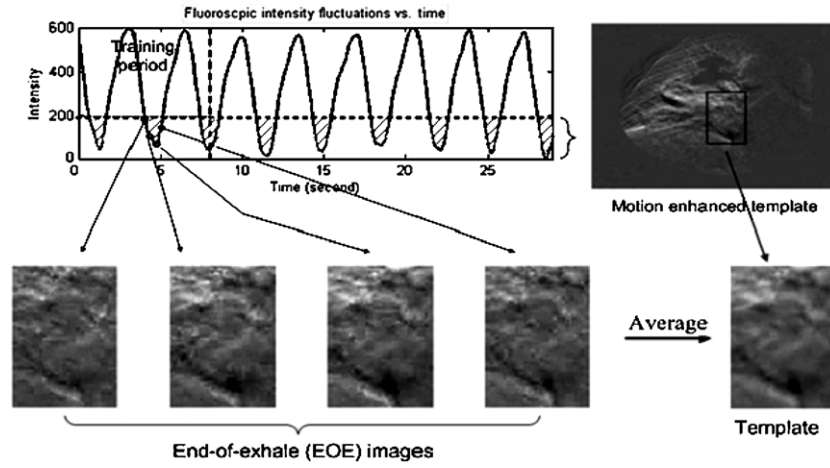 Fluoroscpic intensity fluctuations vs. time
600
400
200
0
Intensity
Training
period
0 5 10 15 20 25
Time (second)
Motion enhanced template
Average
Template
End-of-exhale (EOE) images